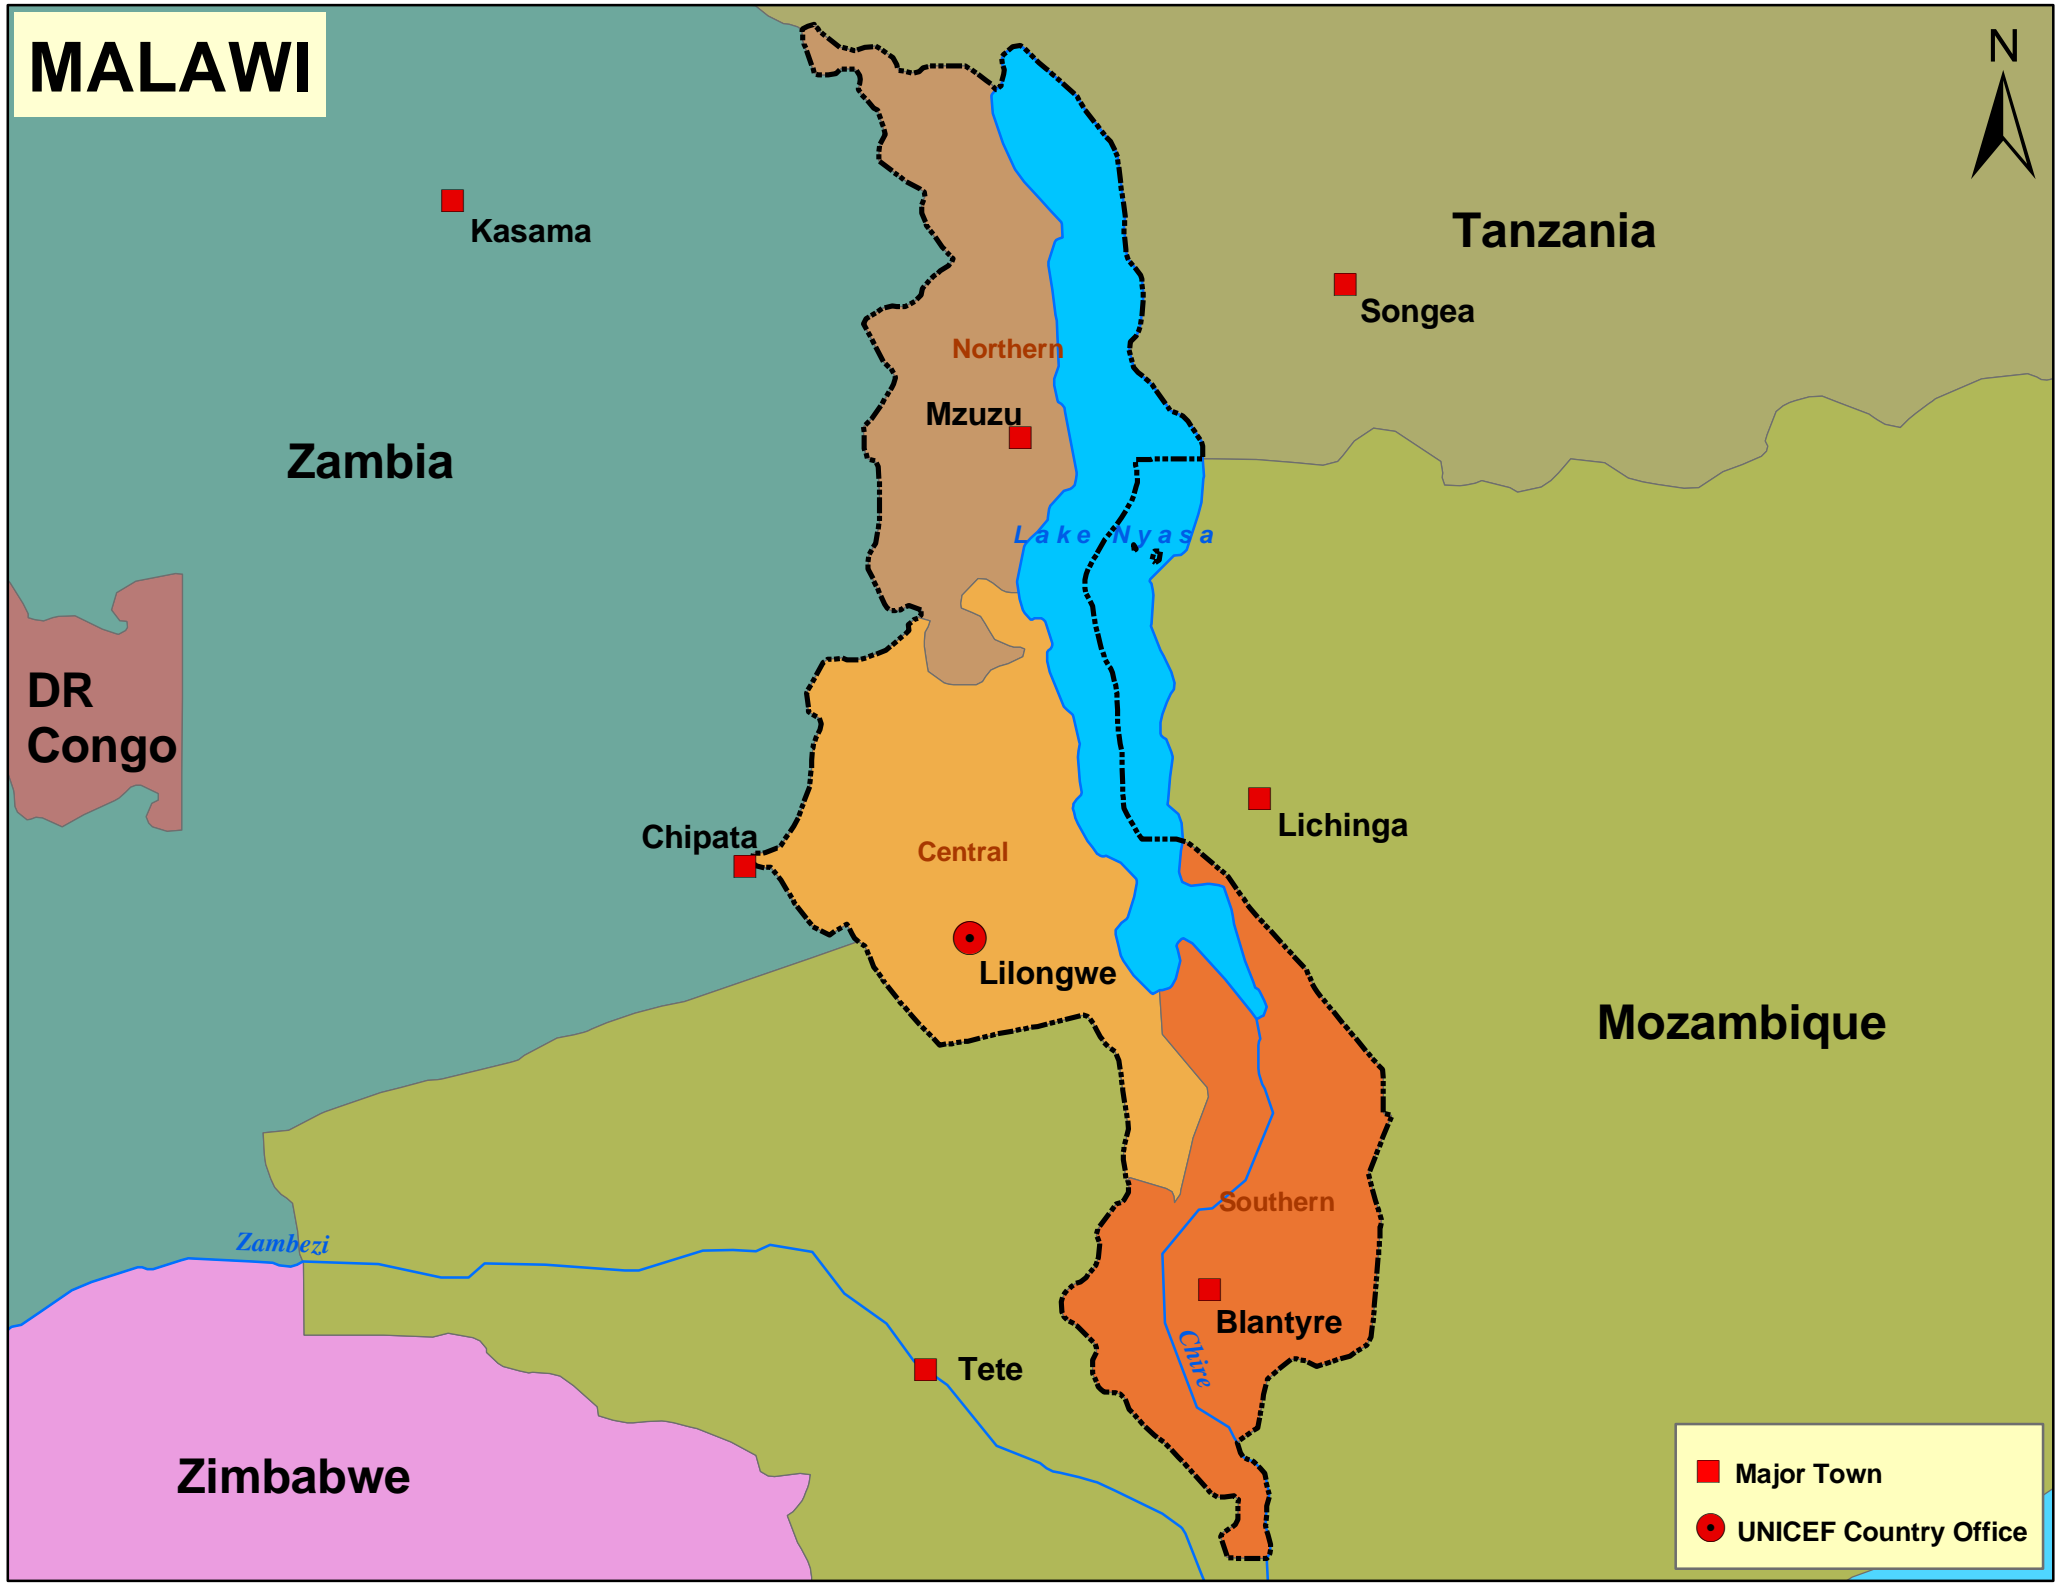 MALAWI
N
Kasama
Tanzania
Songea
Northern
Mzuzu
Zambia
Lake Nyasa
DR
Congo
Lichinga
Chipata
Central
Lilongwe
Mozambique
Southern
Zambezi
Blantyre
Chire
Tete
Zimbabwe
Major Town
UNICEF Country Office